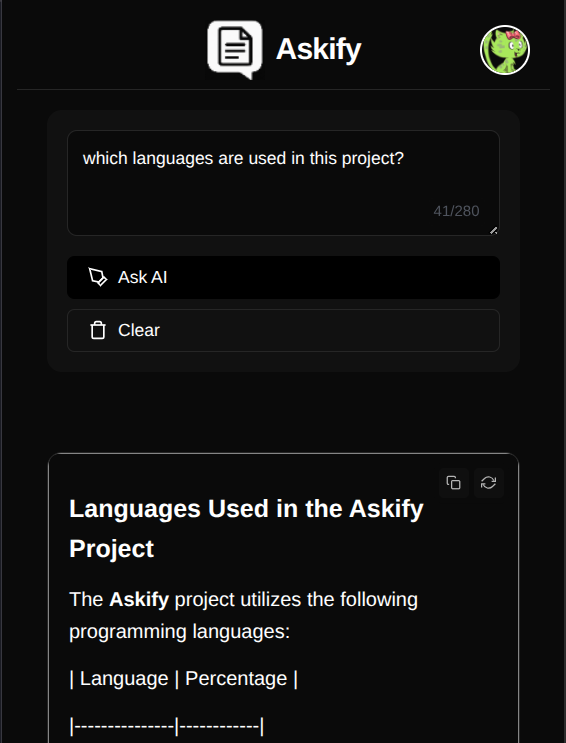 Askify
which languages are used in this project?
41/280
Ask AI
Clear
Languages Used in the Askify
Project
The Askify project utilizes the following
programming languages:
| Language | Percentage |
|---------------|------------|